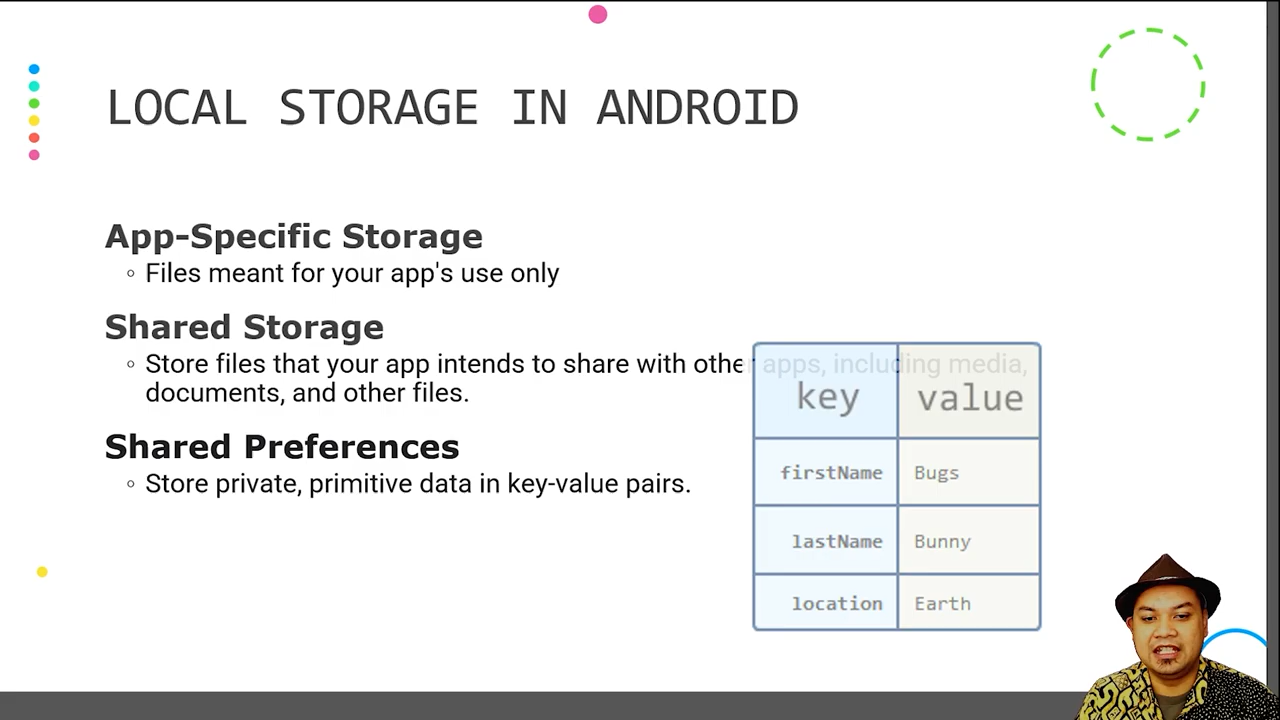 LOCAL STORAGE IN ANDROID
App-Specific Storage
◦ Files meant for your app's use only
Shared Storage
◦ Store files that your app intends to share with other apps, including media,
documents, and other files.
Shared Preferences
◦ Store private, primitive data in key-value pairs.
key value
firstName Bugs
lastName Bunny
location Earth